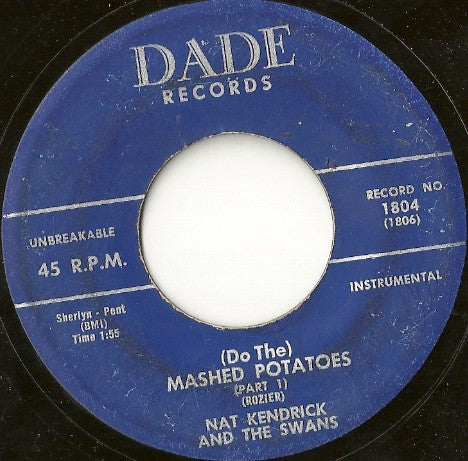 DADE
RECORDS
RECORD NO.
1804
(1806)
UNBREAKABLE
45 R.P.M.
INSTRUMENTAL
Sherlyn - Pent
(BMI)
Time 1:55
(Do The)
MASHED POTATOES
(PART 1)
(ROZIER)
NAT KENDRICK
AND THE SWANS